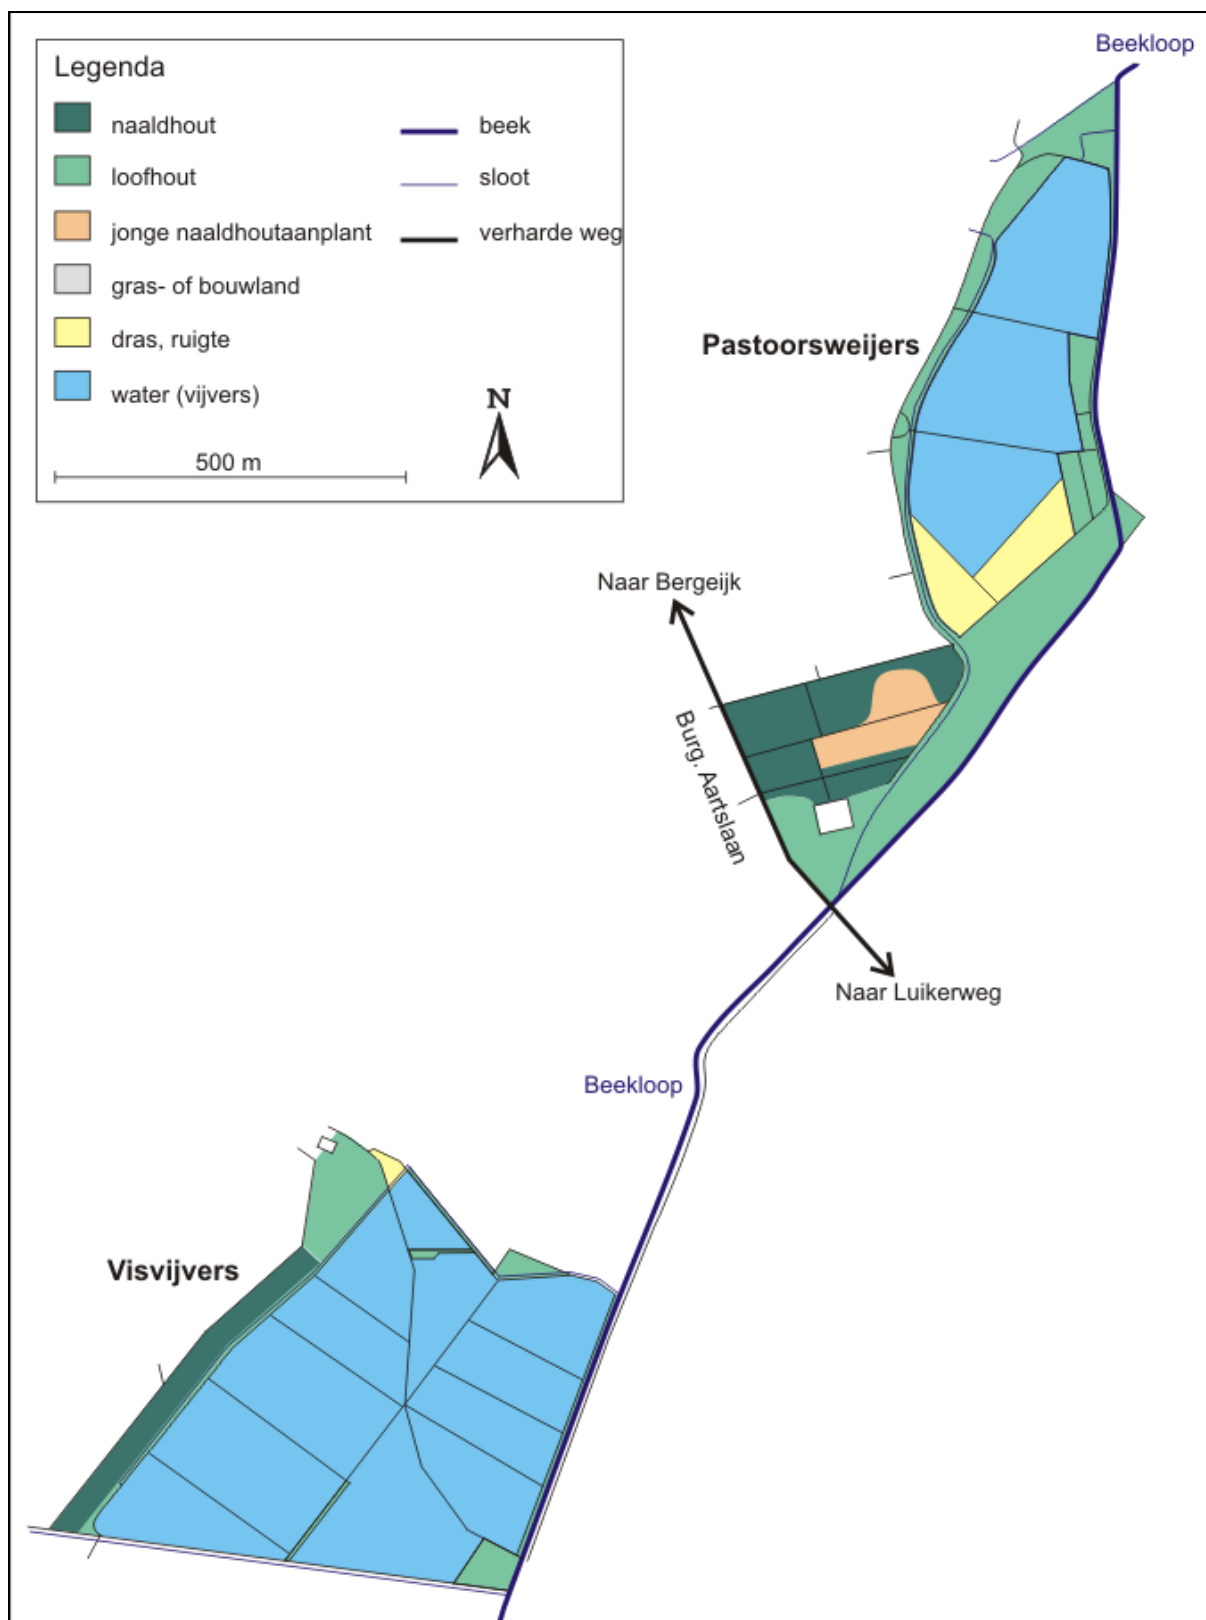 Beekloop
Legenda
naaldhout
loofhout
jonge naaldhoutaanplant
gras- of bouwland
dras, ruigte
water (vijvers)
beek
sloot
verharde weg
500 m
N
Pastoorsweijers
Naar Bergeijk
Burg. Aartslaan
Naar Luikerweg
Beekloop
Visvijvers